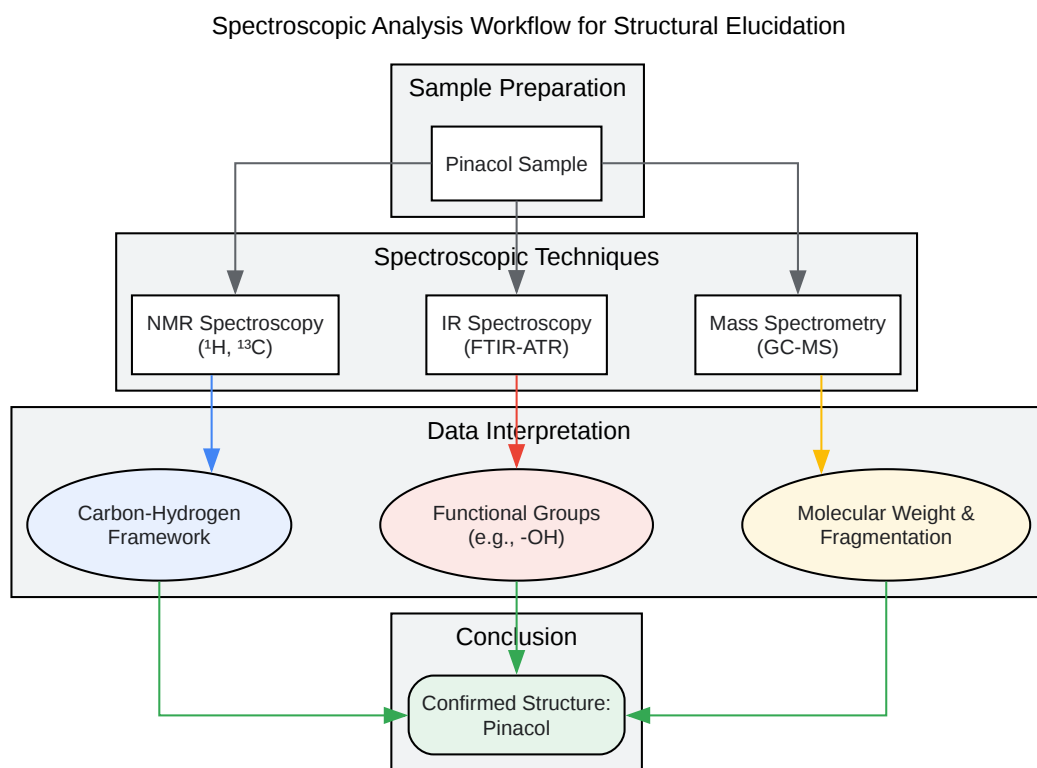 Spectroscopic Analysis Workflow for Structural Elucidation
Sample Preparation
Pinacol Sample
Spectroscopic Techniques
NMR Spectroscopy
(¹H, ¹³C)
IR Spectroscopy
(FTIR-ATR)
Mass Spectrometry
(GC-MS)
Data Interpretation
Carbon-Hydrogen
Framework
Functional Groups
(e.g., -OH)
Molecular Weight &
Fragmentation
Conclusion
Confirmed Structure:
Pinacol